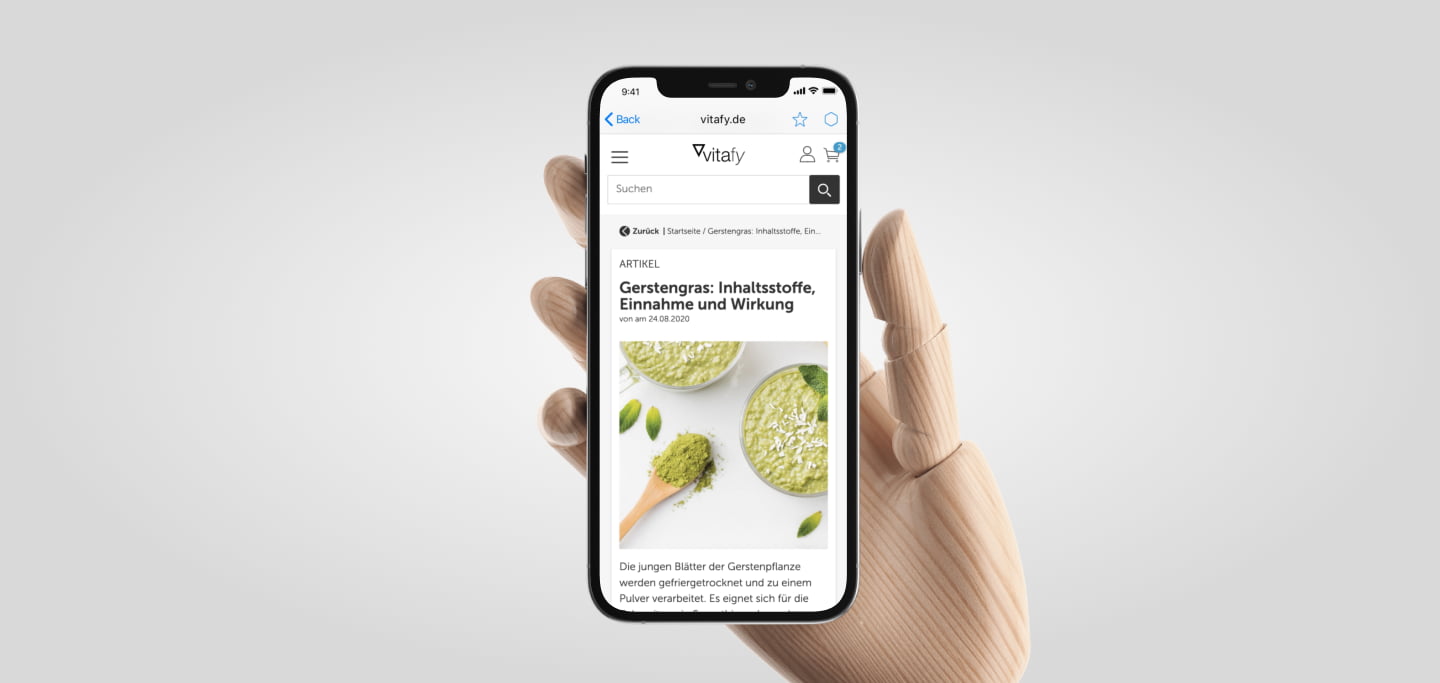 9:41
Back
vitafy.de
2
vitafy
Suchen
Zurück | Startseite / Gerstengras: Inhaltsstoffe, Ein...
ARTIKEL
Gerstengras: Inhaltsstoffe,
Einnahme und Wirkung
von am 24.08.2020
Die jungen Blätter der Gerstenpflanze
werden gefriergetrocknet und zu einem
Pulver verarbeitet. Es eignet sich für die